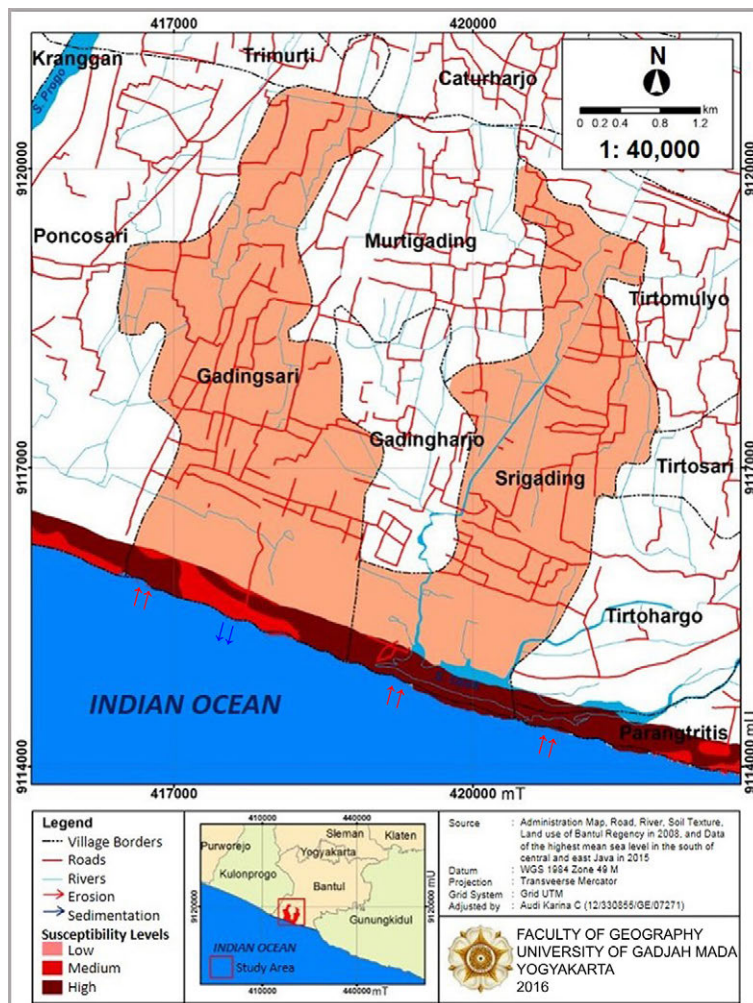 417000
420000
Kranggan
Trimurti
Caturharjo
S. Progo
N
km
0 0.2 0.4 0.8 1.2
1: 40,000
9120000
9120000
Poncosari
Murtigading
Tirtomulyo
Gadingsari
Gadingharjo
9117000
Srigading
Tirtosari
9117000
Tirtohargo
INDIAN OCEAN
Parangtritis
9114000
9114000 mU
417000
420000 mT
Legend
Village Borders
Roads
Rivers
Erosion
Sedimentation
Susceptibility Levels
Low
Medium
High
410000
440000
Sleman
Klaten
Purworejo
Yogyakarta
Kulonprogo
Bantul
9120000
9120000 mU
Gunungkidul
INDIAN OCEAN
Study Area
410000
440000
Source : Administration Map, Road, River, Soil Texture,
Land use of Bantul Regency in 2008, and Data
of the highest mean sea level in the south of
central and east Java in 2015
Datum : WGS 1984 Zone 49 M
Projection : Transveerse Mercator
Grid System : Grid UTM
Adjusted by : Audi Karina C (12/330855/GE/07271)
FACULTY OF GEOGRAPHY
UNIVERSITY OF GADJAH MADA
YOGYAKARTA
2016